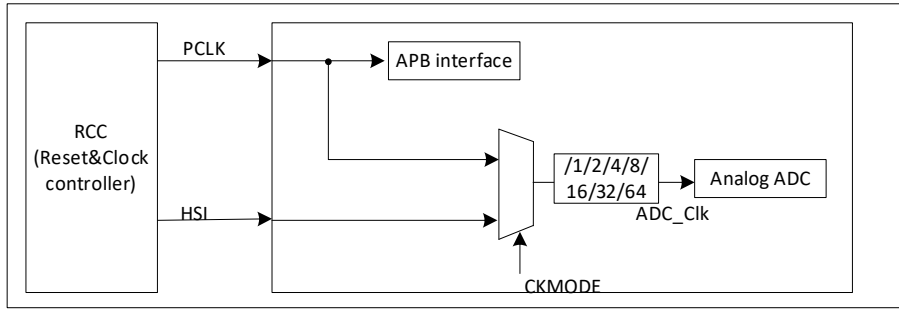 PCLK
APB interface
RCC
(Reset&Clock
controller)
/1/2/4/8/
16/32/64
Analog ADC
HSI
ADC_Clk
CKMODE